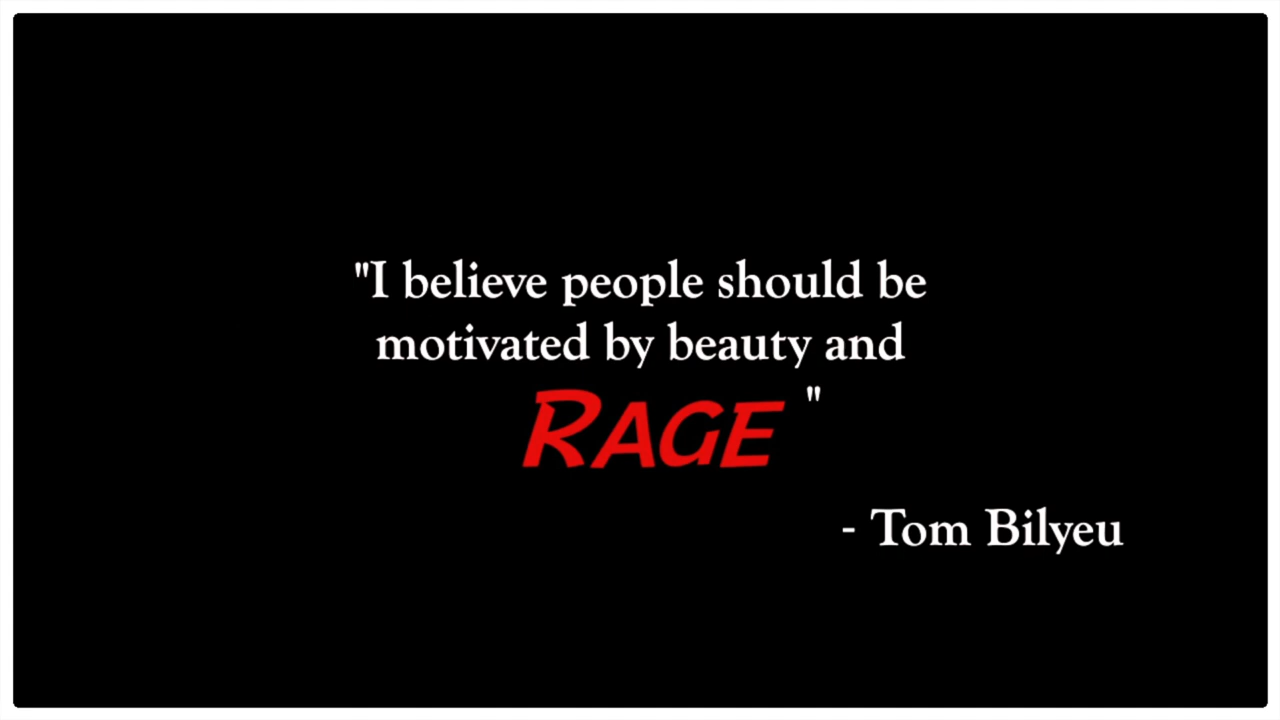 "I believe people should be
motivated by beauty and
RAGE "
- Tom Bilyeu